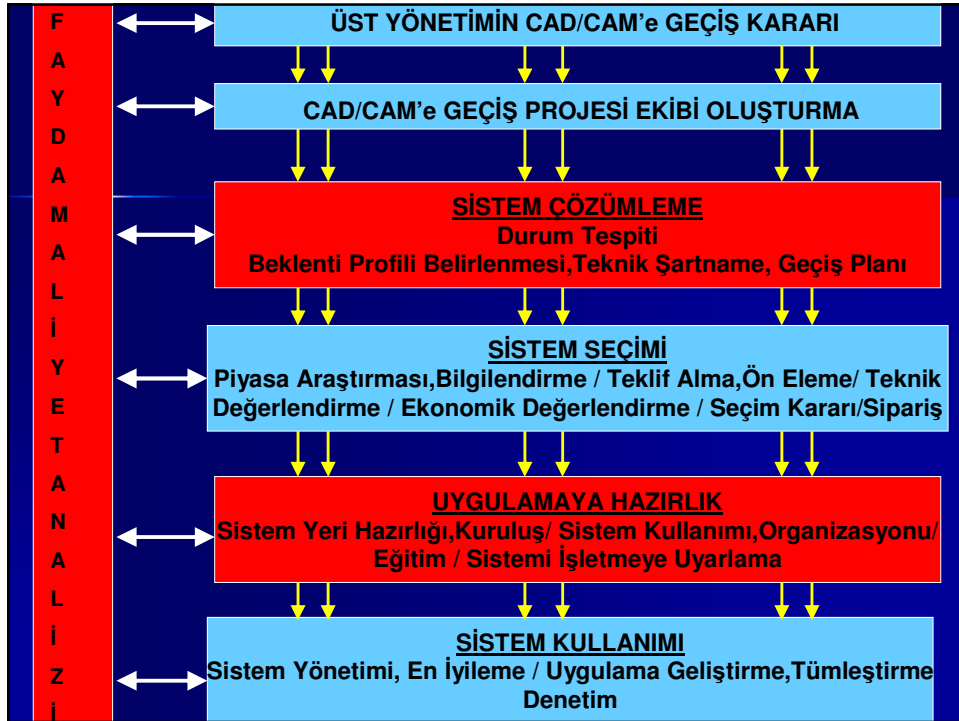 F
A
Y
D
A
M
A
L
İ
Y
E
T
A
N
A
L
İ
Z
İ
ÜST YÖNETİMİN CAD/CAM’e GEÇİŞ KARARI
CAD/CAM’e GEÇİŞ PROJESİ EKİBİ OLUŞTURMA
SİSTEM ÇÖZÜMLEME
Durum Tespiti
Beklenti Profili Belirlenmesi,Teknik Şartname, Geçiş Planı
SİSTEM SEÇİMİ
Piyasa Araştırması,Bilgilendirme / Teklif Alma,Ön Eleme/ Teknik
Değerlendirme / Ekonomik Değerlendirme / Seçim Kararı/Sipariş
UYGULAMAYA HAZIRLIK
Sistem Yeri Hazırlığı,Kuruluş/ Sistem Kullanımı,Organizasyonu/
Eğitim / Sistemi İşletmeye Uyarlama
SİSTEM KULLANIMI
Sistem Yönetimi, En İyileme / Uygulama Geliştirme,Tümleştirme
Denetim